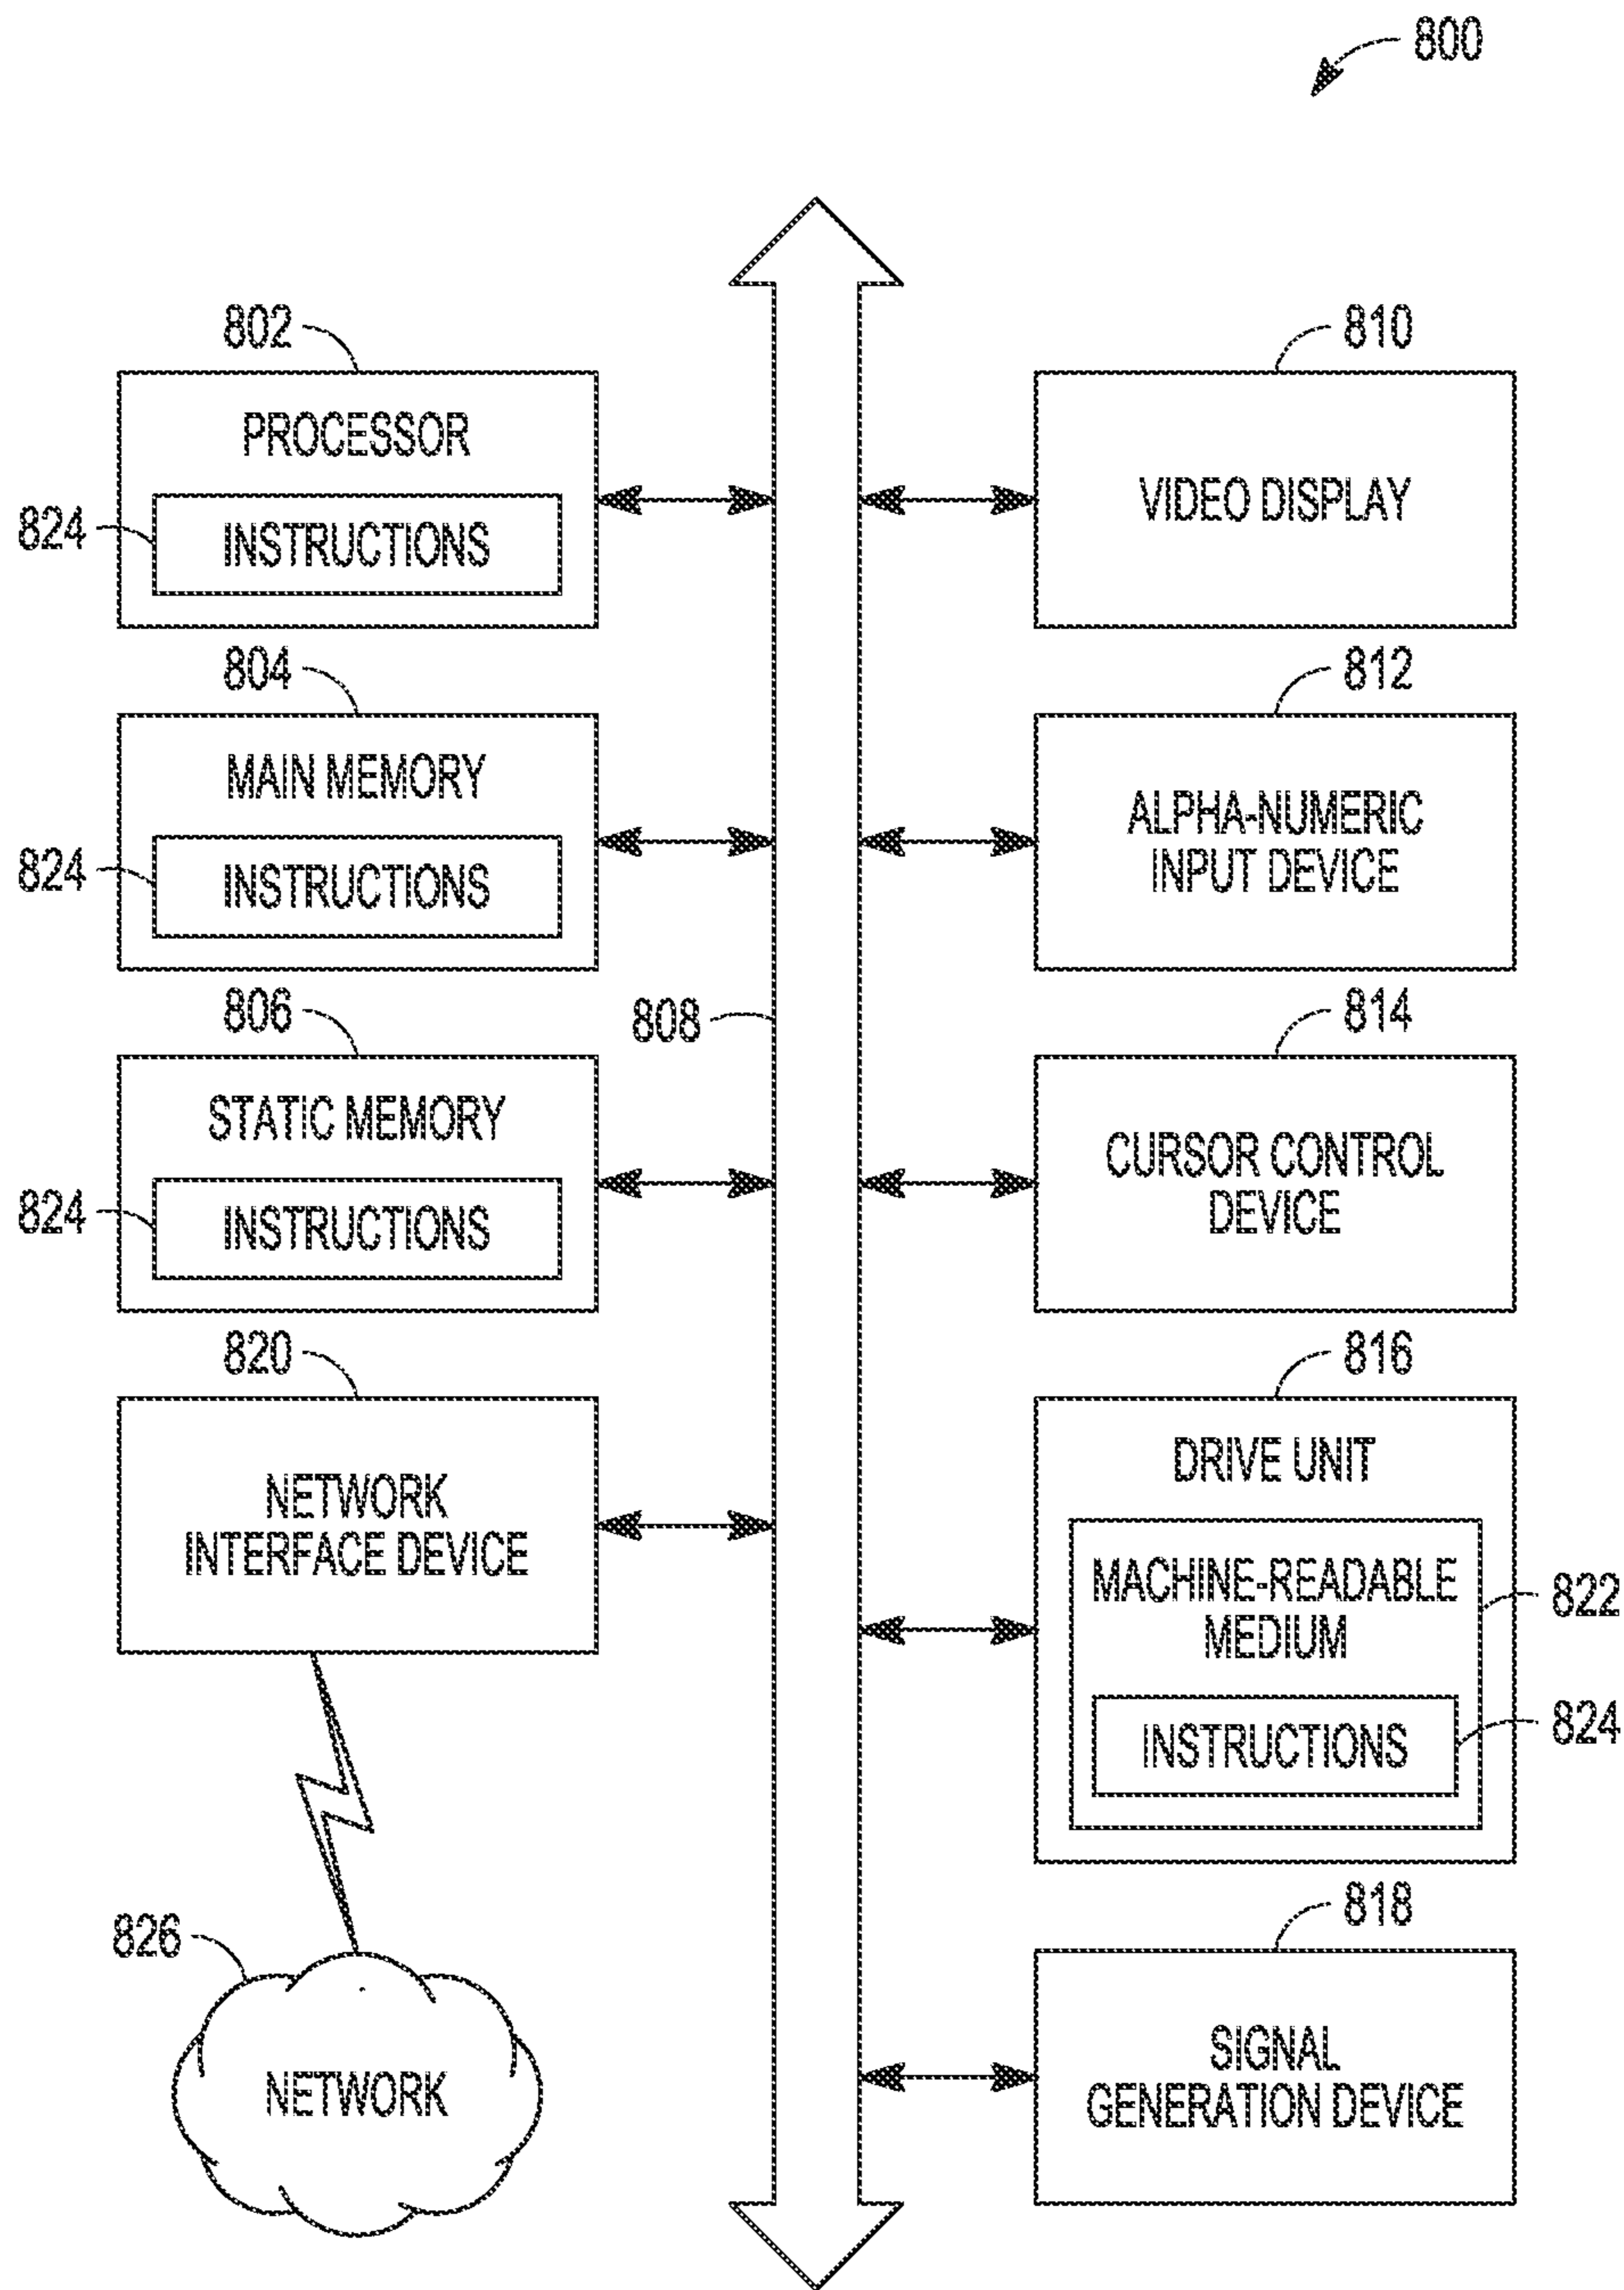 800
802
PROCESSOR
824
INSTRUCTIONS
804
MAIN MEMORY
824
INSTRUCTIONS
806
STATIC MEMORY
824
INSTRUCTIONS
820
NETWORK
INTERFACE DEVICE
826
NETWORK
808
810
VIDEO DISPLAY
812
ALPHA-NUMERIC
INPUT DEVICE
814
CURSOR CONTROL
DEVICE
816
DRIVE UNIT
MACHINE-READABLE
MEDIUM
822
INSTRUCTIONS
824
818
SIGNAL
GENERATION DEVICE